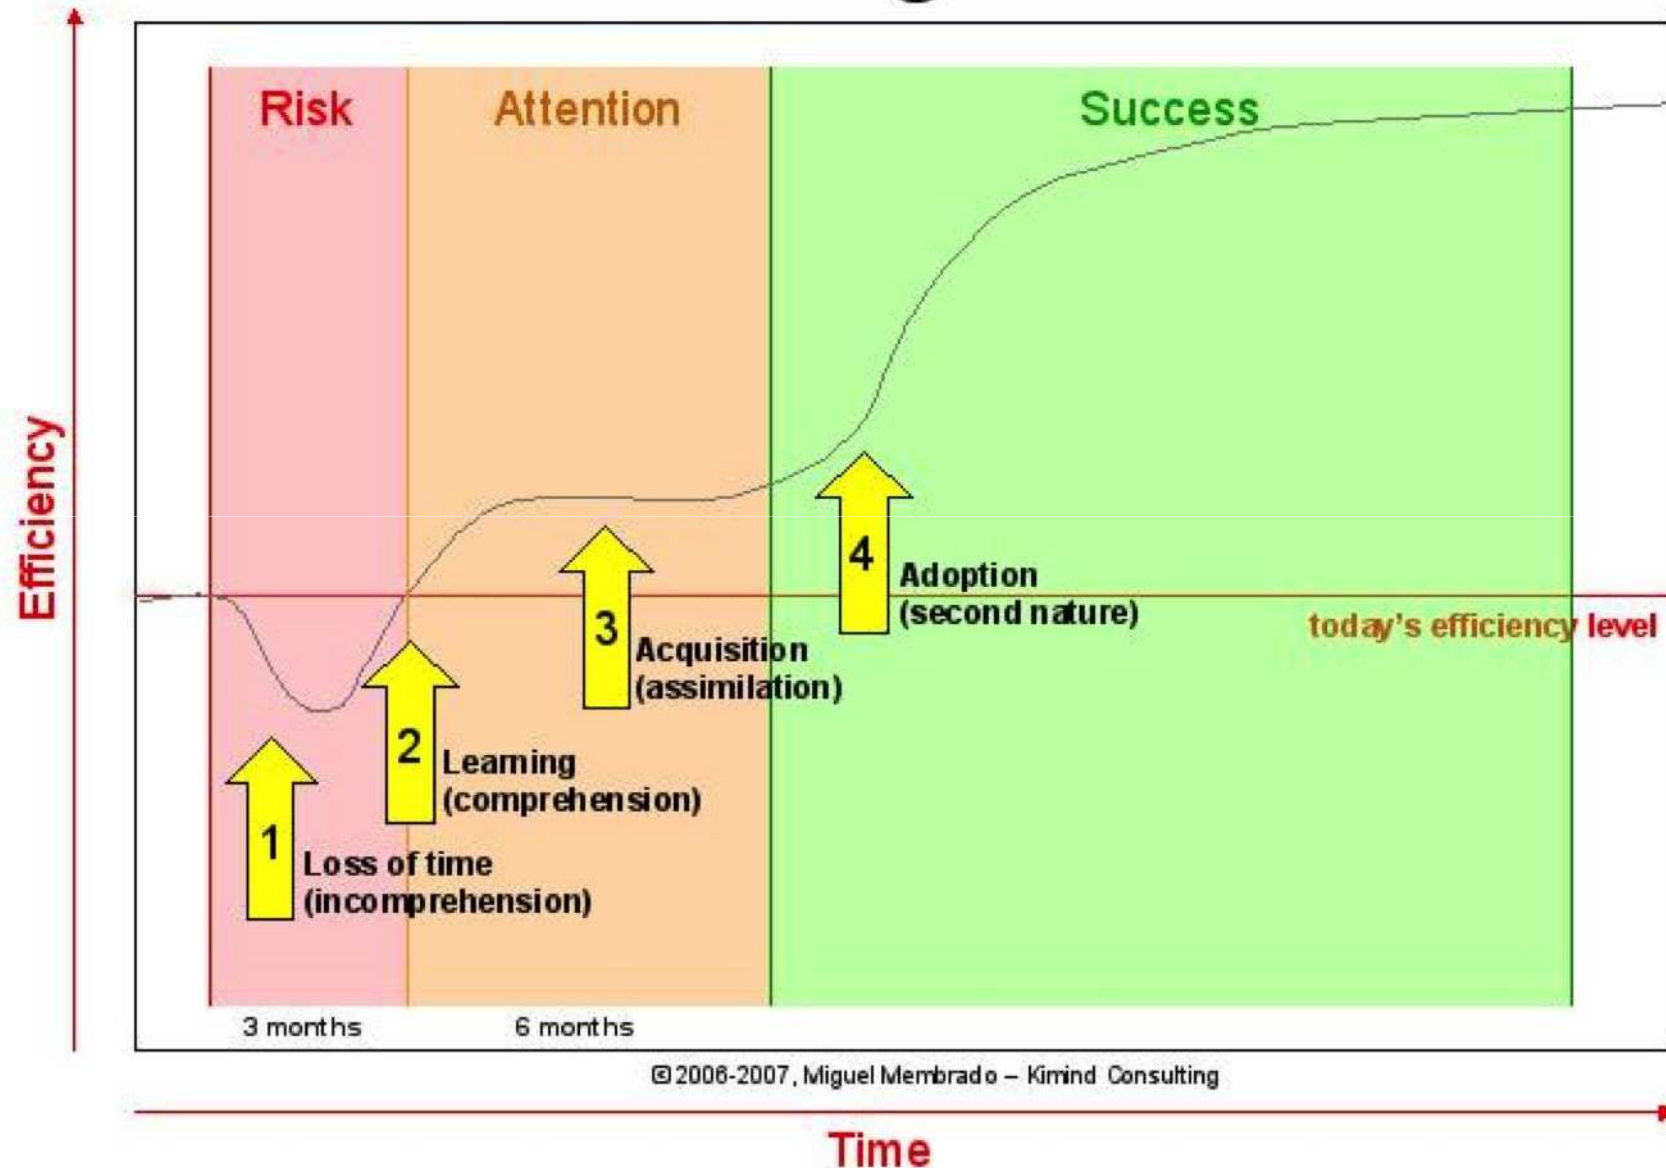 Risk
Attention
Success
Efficiency
4
Adoption
(second nature)
today's efficiency level
3
Acquisition
(assimilation)
2
Learning
(comprehension)
1
Loss of time
(incomprehension)
3 months
6 months
©2006-2007, Miguel Membrado – Kimind Consulting
Time